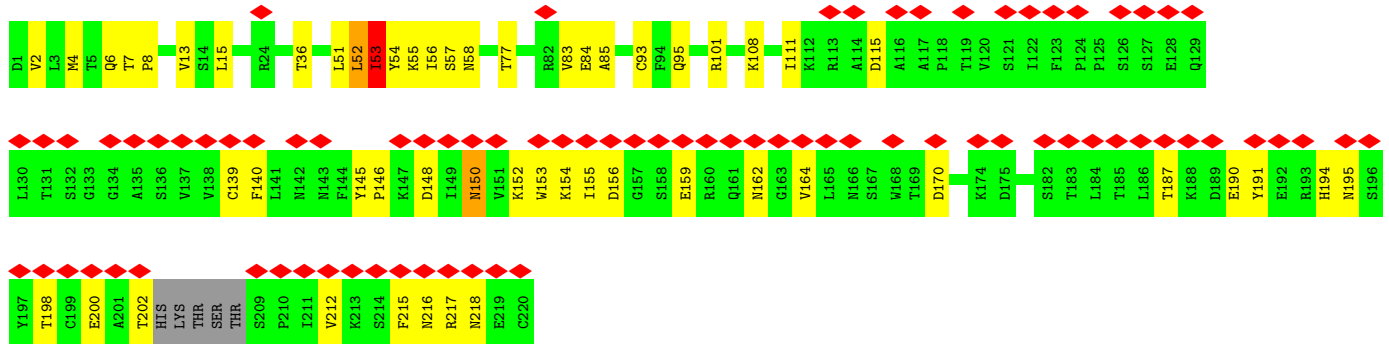 D1 V2 L3 M4 T5 Q6 T7 P8 V13 S14 L15 R24 T36 L51 L52 I53 Y54 K55 I56 S57 N58 T77 R82 V83 E84 A85 C93 F94 Q95 R101 K108 I111 K112 R113 A114 D115 A116 A117 P118 T119 V120 S121 I122 F123 P124 P125 S126 S127 E128 Q129
L130 T131 S132 G133 G134 A135 S136 V137 V138 C139 F140 L141 N142 N143 F144 Y145 P146 K147 D148 I149 N150 V151 K152 W153 K154 I155 D156 G157 S158 E159 R160 Q161 N162 G163 V164 L165 N166 S167 W168 T169 D170 K174 D175 S182 T183 L184 T185 L186 T187 K188 D189 E190 Y191 E192 R193 H194 N195 S196
Y197 T198 C199 E200 A201 T202 HIS LYS THR SER THR S209 P210 I211 V212 K213 S214 F215 N216 R217 N218 E219 C220